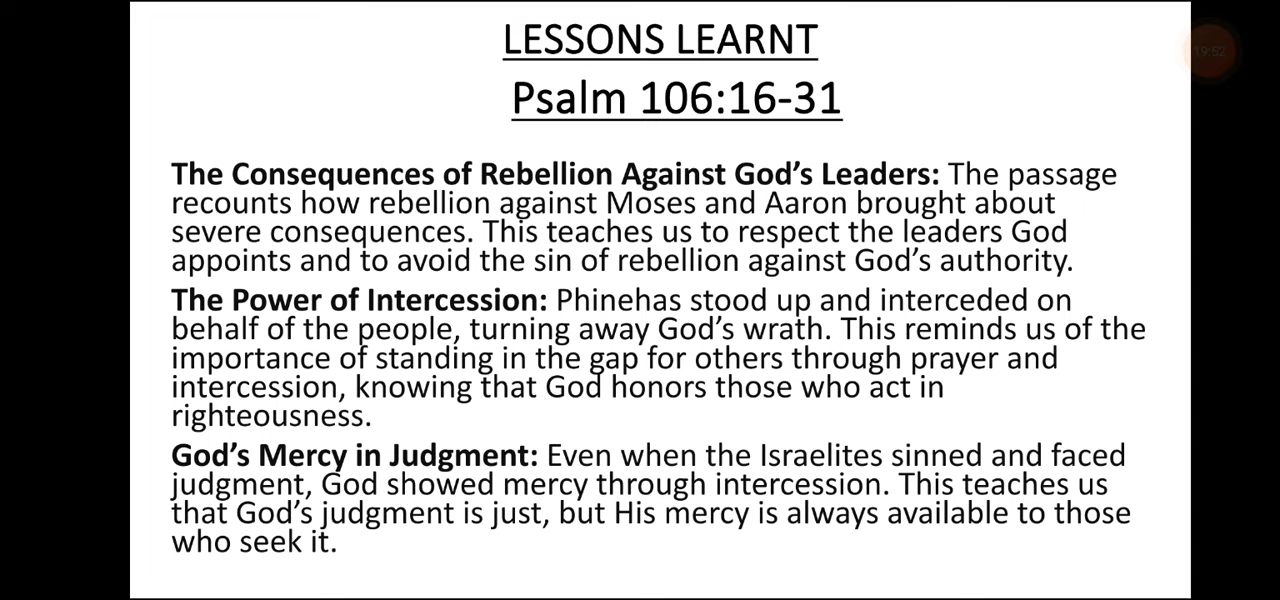 LESSONS LEARNT
Psalm 106:16-31
19:52
The Consequences of Rebellion Against God’s Leaders: The passage
recounts how rebellion against Moses and Aaron brought about
severe consequences. This teaches us to respect the leaders God
appoints and to avoid the sin of rebellion against God’s authority.
The Power of Intercession: Phinehas stood up and interceded on
behalf of the people, turning away God’s wrath. This reminds us of the
importance of standing in the gap for others through prayer and
intercession, knowing that God honors those who act in
righteousness.
God’s Mercy in Judgment: Even when the Israelites sinned and faced
judgment, God showed mercy through intercession. This teaches us
that God’s judgment is just, but His mercy is always available to those
who seek it.